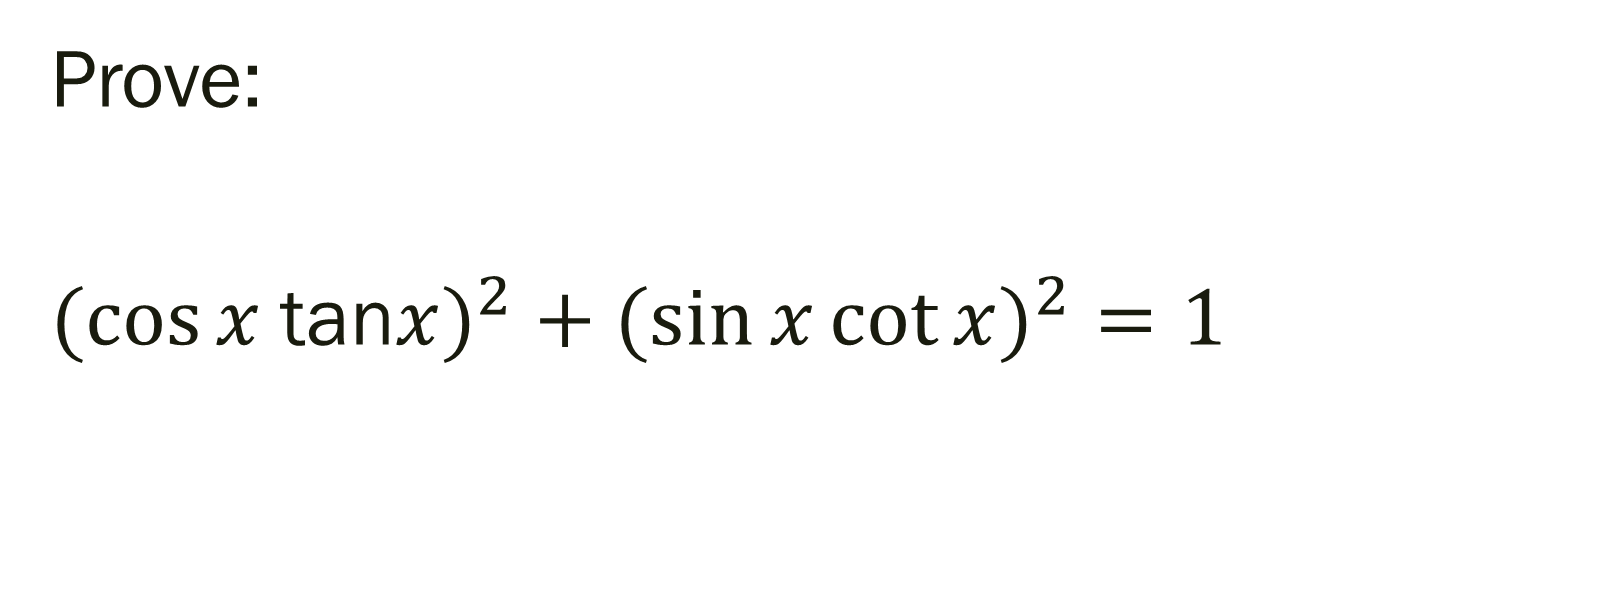 Prove:
(cos x tanx)² + (sin x cot x)² = 1